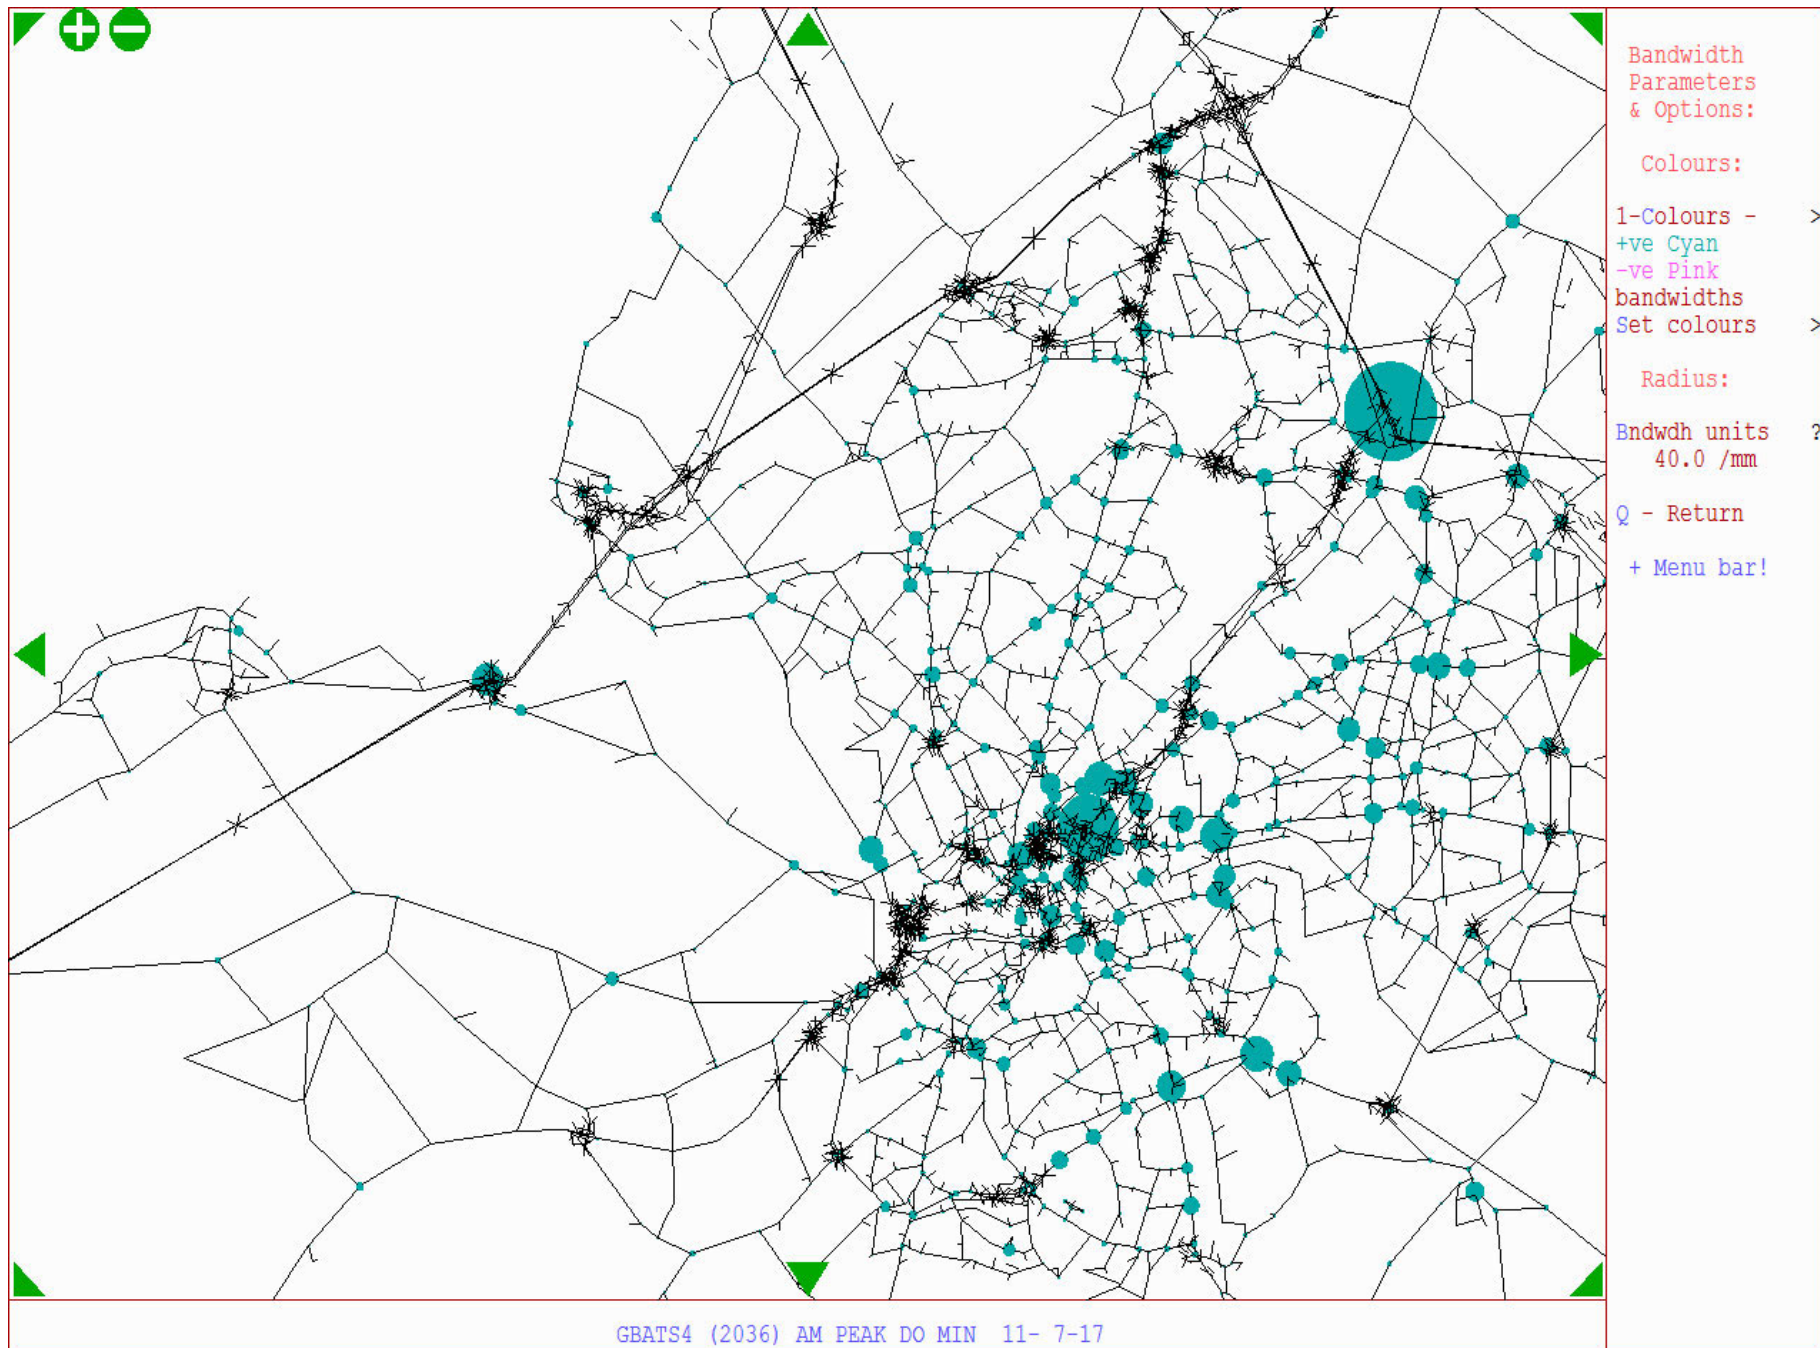 Bandwidth
Parameters
& Options:
Colours:
1-Colours - >
+ve Cyan
-ve Pink
bandwidths
Set colours >
Radius:
Bndwdh units ?
40.0 /mm
Q - Return
+ Menu bar!
GBATS4 (2036) AM PEAK DO MIN 11- 7-17